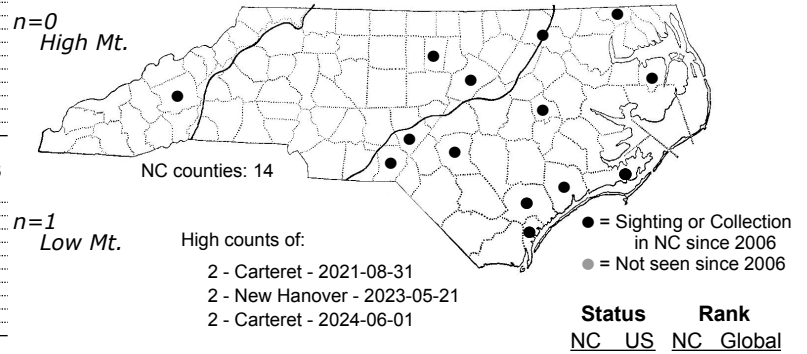 n=0
High Mt.
NC counties: 14
n=1
Low Mt.
High counts of:
2 - Carteret - 2021-08-31
2 - New Hanover - 2023-05-21
2 - Carteret - 2024-06-01
= Sighting or Collection
in NC since 2006
= Not seen since 2006
Status Rank
NC US NC Global